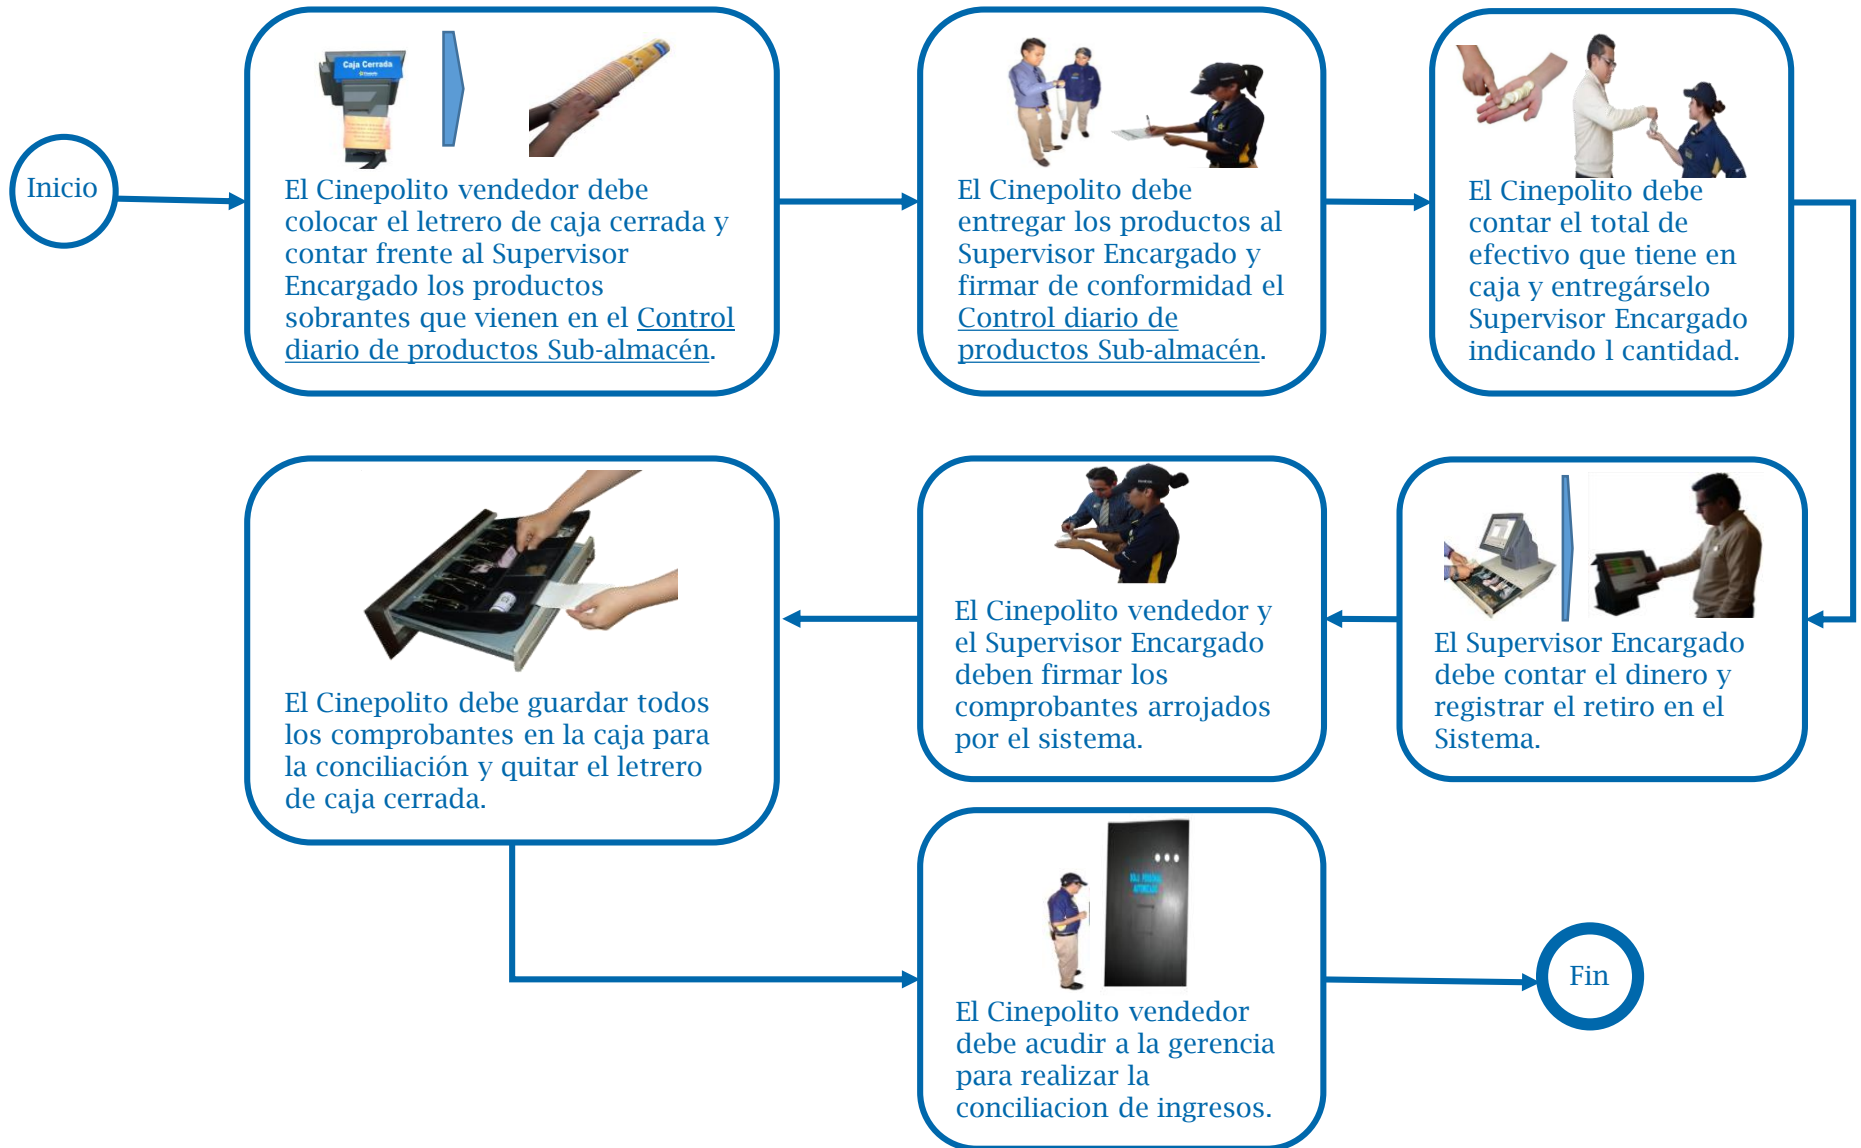 Inicio
Caja Cerrada
El Cinepolito vendedor debe
colocar el letrero de caja cerrada y
contar frente al Supervisor
Encargado los productos
sobrantes que vienen en el Control
diario de productos Sub-almacén.
El Cinepolito debe
entregar los productos al
Supervisor Encargado y
firmar de conformidad el
Control diario de
productos Sub-almacén.
El Cinepolito debe
contar el total de
efectivo que tiene en
caja y entregárselo
Supervisor Encargado
indicando l cantidad.
El Supervisor Encargado
debe contar el dinero y
registrar el retiro en el
Sistema.
El Cinepolito vendedor y
el Supervisor Encargado
deben firmar los
comprobantes arrojados
por el sistema.
El Cinepolito debe guardar todos
los comprobantes en la caja para
la conciliación y quitar el letrero
de caja cerrada.
SOLO PERSONAL
AUTORIZADO
El Cinepolito vendedor
debe acudir a la gerencia
para realizar la
conciliacion de ingresos.
Fin